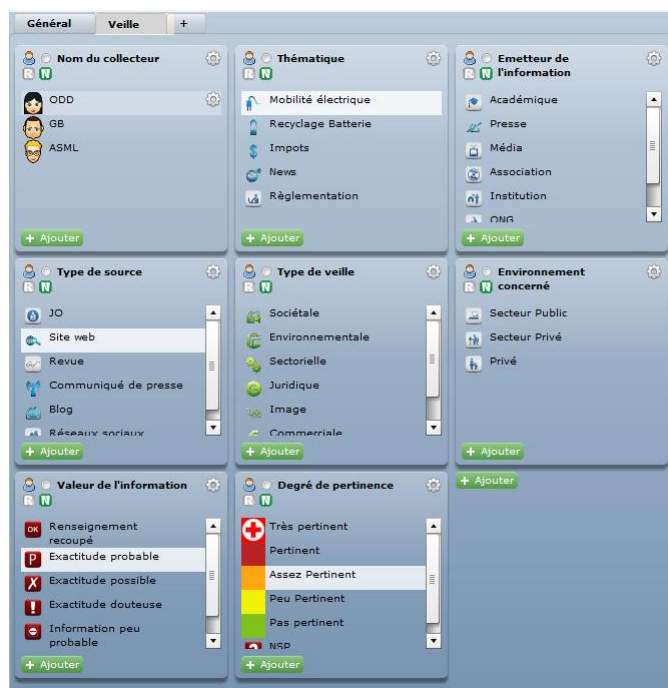 Général
Veille
+
Nom du collecteur
R N
ODD
GB
ASML
+ Ajouter
Thématique
R N
Mobilité électrique
Recyclage Batterie
Impots
News
Règlementation
+ Ajouter
Emetteur de
R N l'information
Académique
Presse
Média
Association
Institution
ONG
+ Ajouter
Type de source
R N
JO
Site web
Revue
Communiqué de presse
Blog
Réseaux sociaux
+ Ajouter
Type de veille
R N
Sociétale
Environnementale
Sectorielle
Juridique
Image
Commerciale
+ Ajouter
Environnement
R N concerné
Secteur Public
Secteur Privé
Privé
+ Ajouter
Valeur de l'information
R N
OK Renseignement
recoupé
P Exactitude probable
X Exactitude possible
! Exactitude douteuse
Information peu
probable
+ Ajouter
Degré de pertinence
R N
Très pertinent
Pertinent
Assez Pertinent
Peu Pertinent
Pas pertinent
? NSP
+ Ajouter
+ Ajouter